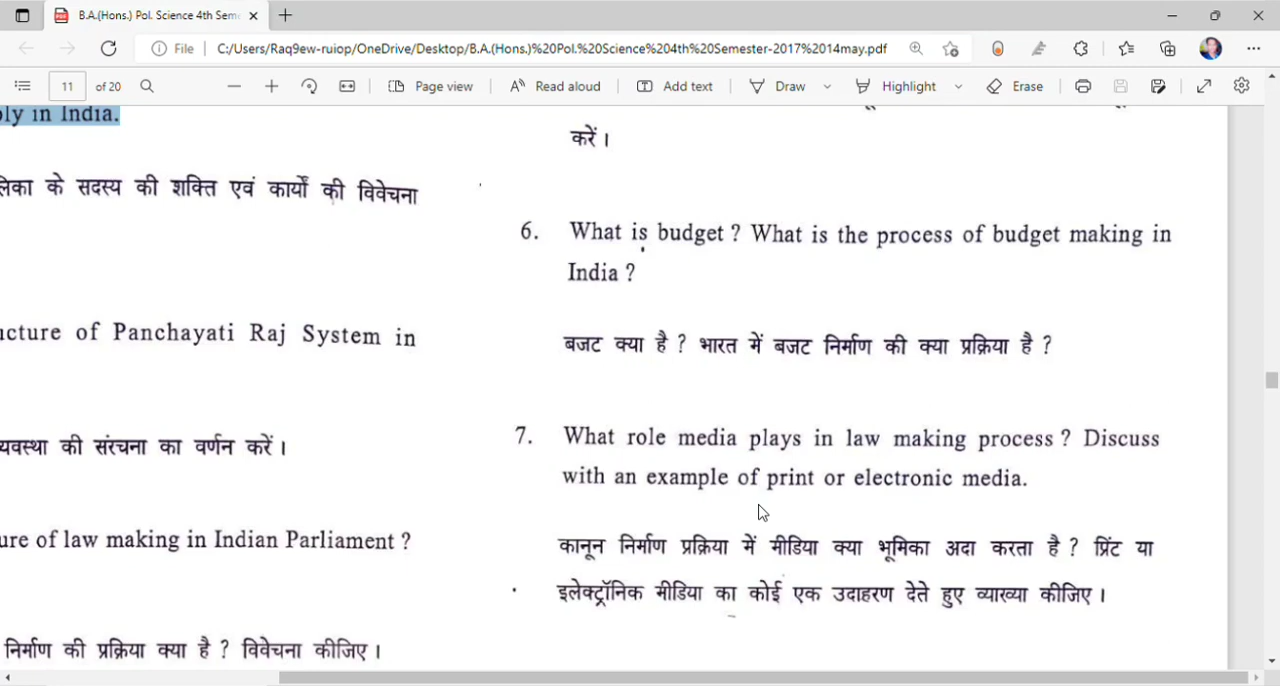 B.A.(Hons.) Pol. Science 4th Sem
File
C:/Users/Raq9ew-ruiop/OneDrive/Desktop/B.A.(Hons.)%20Pol.%20Science%204th%20Semester-2017%2014may.pdf
11 of 20
Page view
Read aloud
Add text
Draw
Highlight
Erase
ly in India.
लिका के सदस्य की शक्ति एवं कार्यों की विवेचना
ucture of Panchayati Raj System in
व्यवस्था की संरचना का वर्णन करें।
ure of law making in Indian Parliament ?
निर्माण की प्रक्रिया क्या है ? विवेचना कीजिए।
करें।
6. What is budget ? What is the process of budget making in
India ?
बजट क्या है ? भारत में बजट निर्माण की क्या प्रक्रिया है ?
7. What role media plays in law making process ? Discuss
with an example of print or electronic media.
कानून निर्माण प्रक्रिया में मीडिया क्या भूमिका अदा करता है ? प्रिंट या
इलेक्ट्रॉनिक मीडिया का कोई एक उदाहरण देते हुए व्याख्या कीजिए।